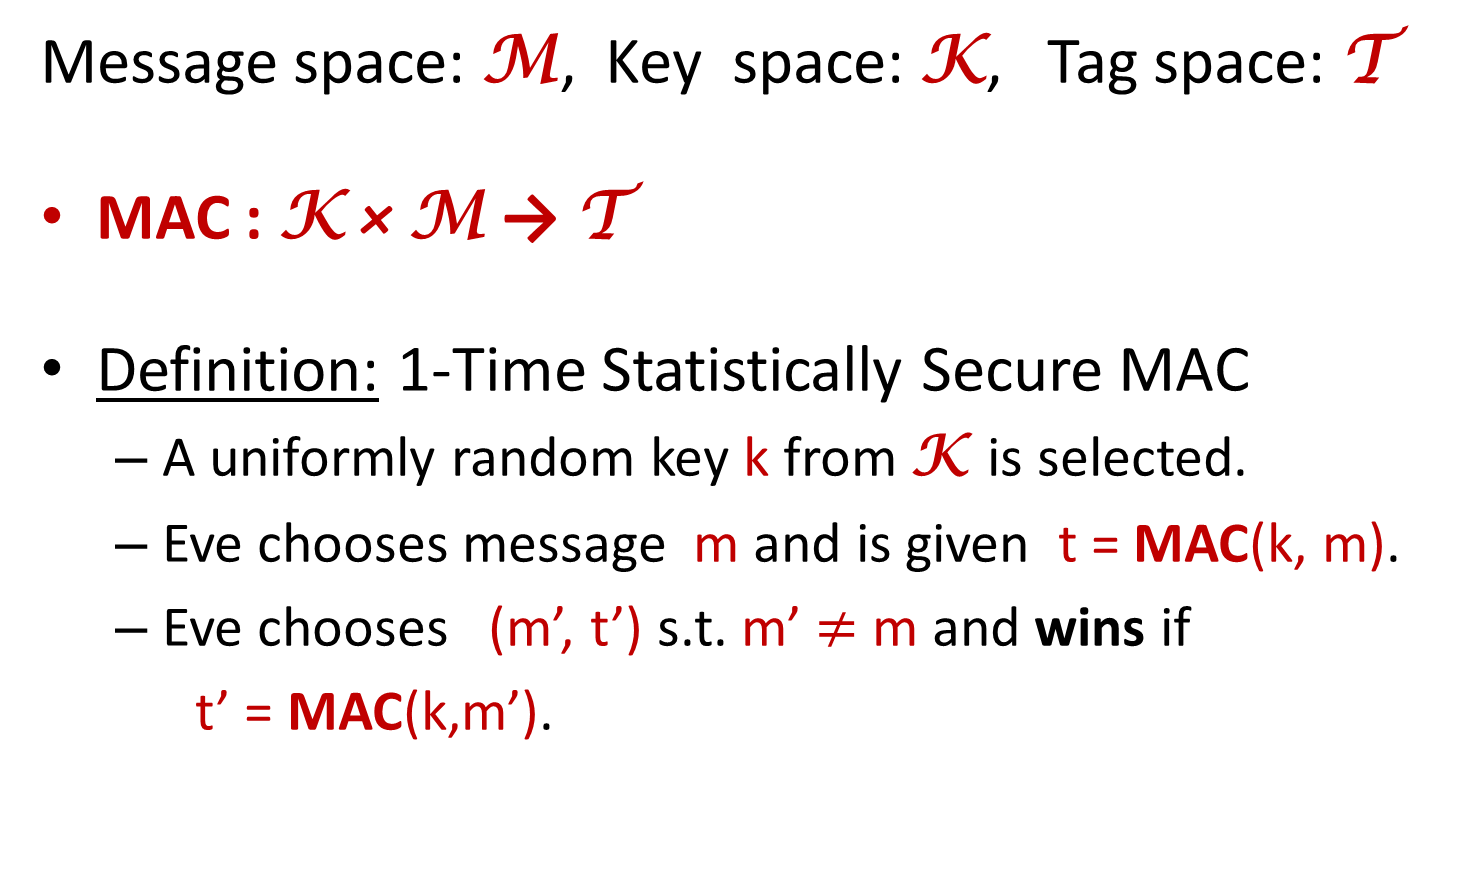 Message space: ℳ, Key space: 𝒦, Tag space: 𝒯
• MAC : 𝒦 × ℳ → 𝒯
• Definition: 1-Time Statistically Secure MAC
– A uniformly random key k from 𝒦 is selected.
– Eve chooses message m and is given t = MAC(k, m).
– Eve chooses (m’, t’) s.t. m’ ≠ m and wins if
t’ = MAC(k,m’).